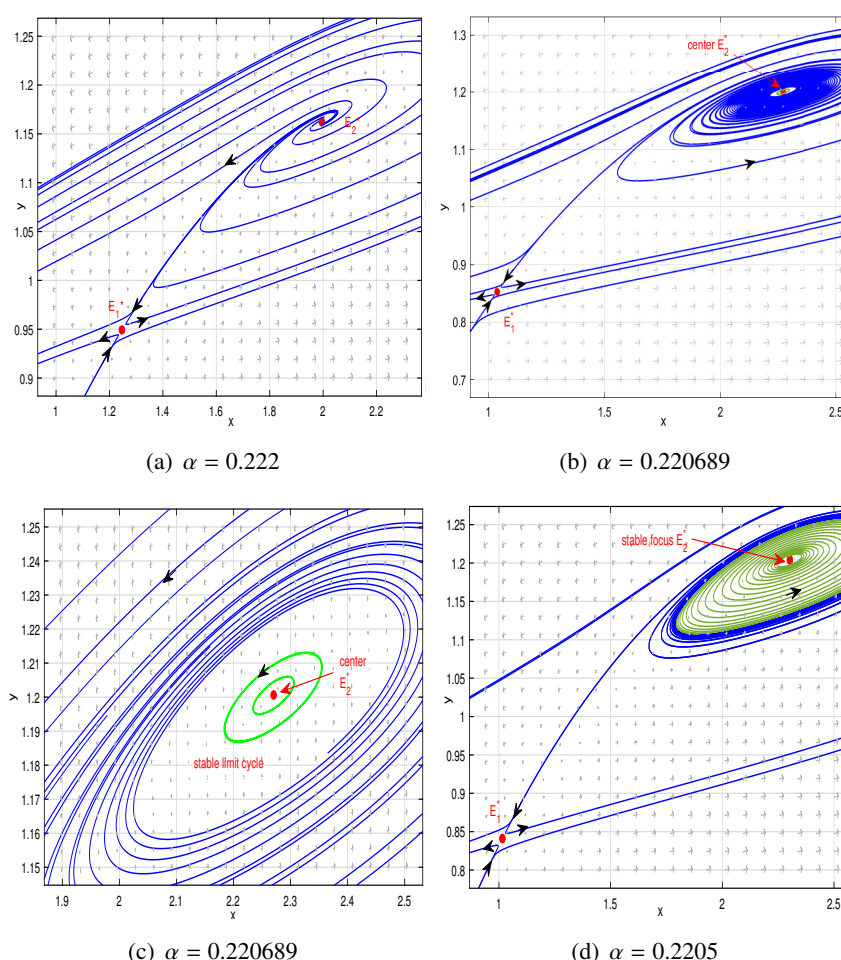 1.25
1.2
1.15
1.1
1.05
1
0.95
0.9
y
E2*
E1*
1 1.2 1.4 1.6 1.8 2 2.2
x
(a) α = 0.222
1.3
1.2
1.1
1
0.9
0.8
0.7
y
center E2*
E1*
1 1.5 2 2.5
x
(b) α = 0.220689
1.25
1.24
1.23
1.22
1.21
1.2
1.19
1.18
1.17
1.16
1.15
y
center
E2*
stable limit cycle
1.9 2 2.1 2.2 2.3 2.4 2.5
x
(c) α = 0.220689
1.25
1.2
1.15
1.1
1.05
1
0.95
0.9
0.85
0.8
y
stable focus E2*
E1*
1 1.5 2 2.5
x
(d) α = 0.2205